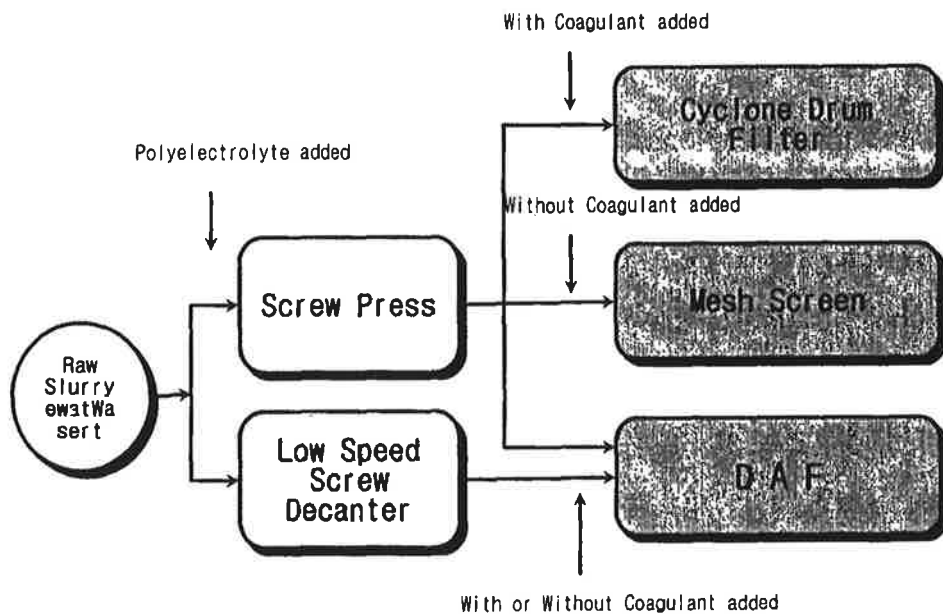 With Coagulant added
Cyclone Drum
Filter
Polyelectrolyte added
Without Coagulant added
Screw Press
Mesh Screen
Raw
Slurry
ewatWa
sert
Low Speed
Screw
Decanter
D A F
With or Without Coagulant added